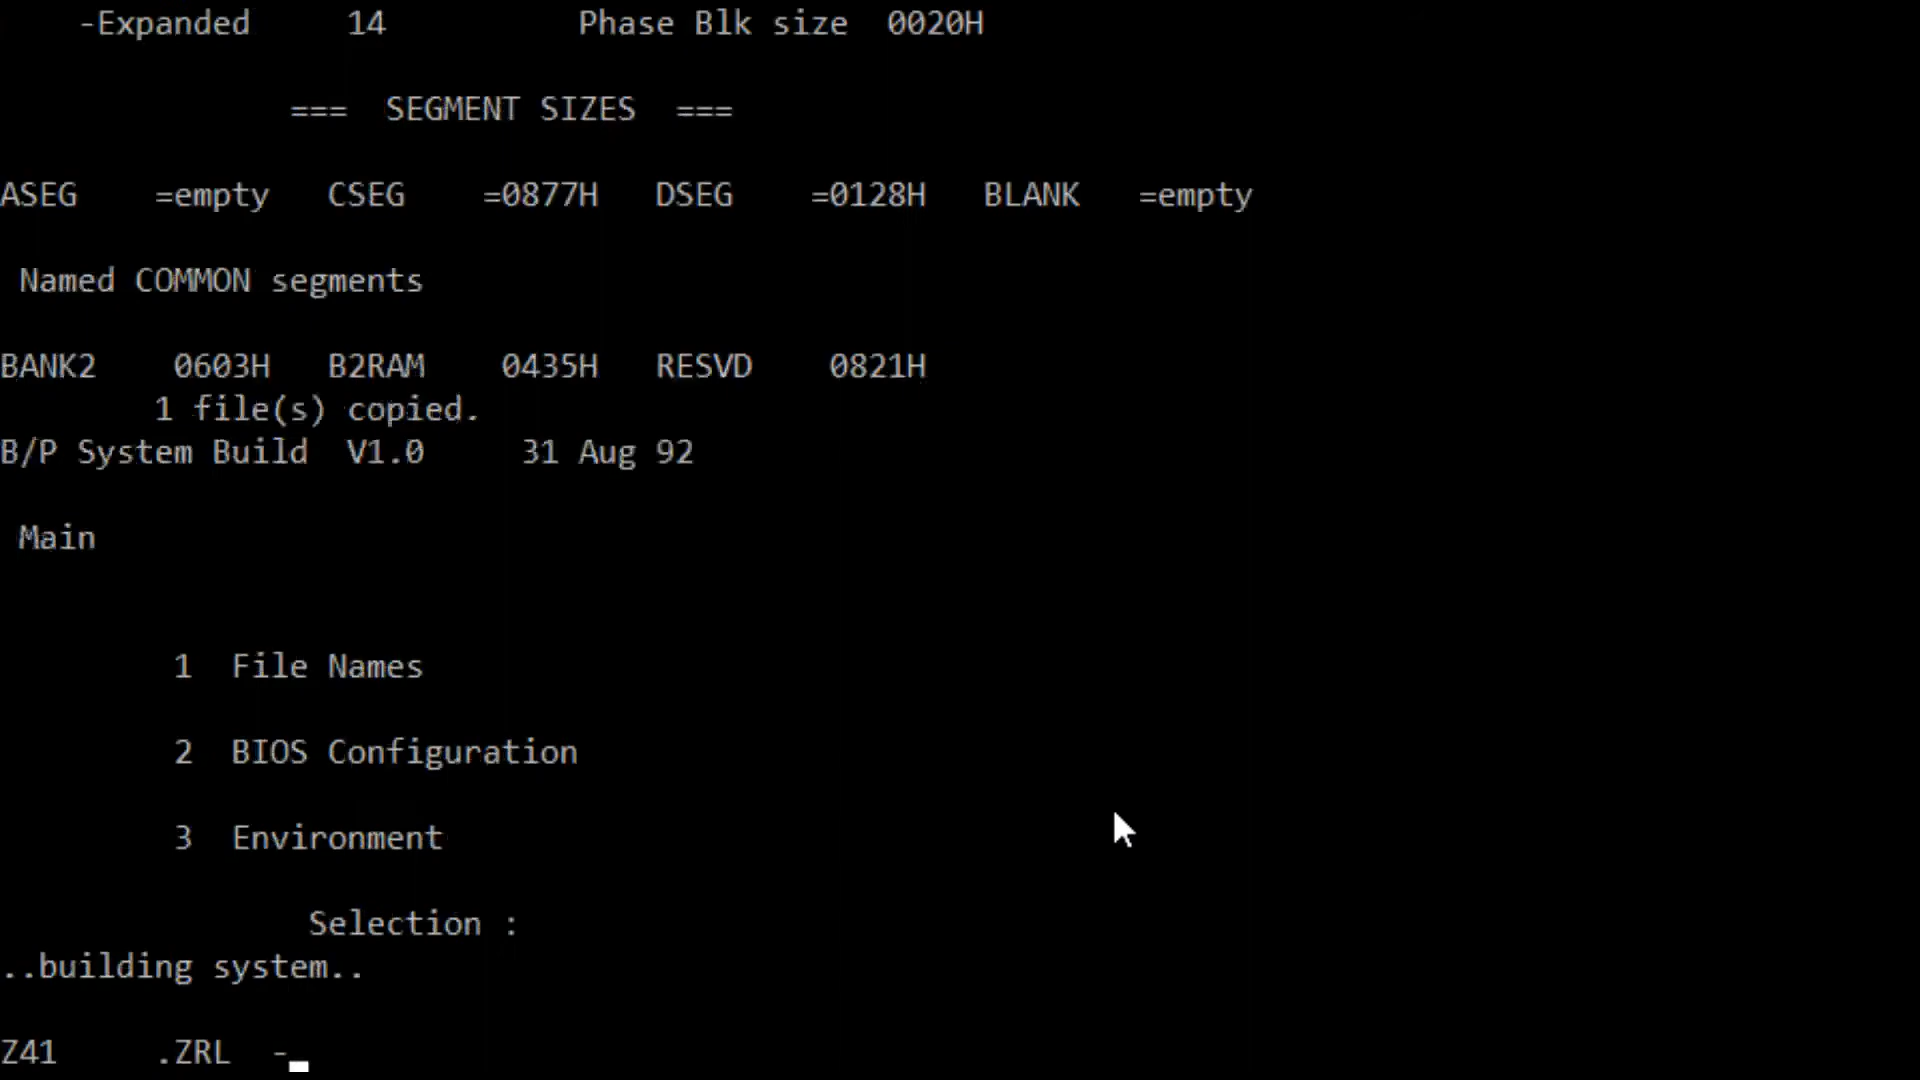 -Expanded     14          Phase Blk size  0020H
===  SEGMENT SIZES  ===
ASEG    =empty   CSEG    =0877H   DSEG    =0128H   BLANK   =empty
Named COMMON segments
BANK2    0603H   B2RAM    0435H   RESVD    0821H
1 file(s) copied.
B/P System Build  V1.0     31 Aug 92
Main
1  File Names
2  BIOS Configuration
3  Environment
Selection :
..building system..
Z41     .ZRL  -